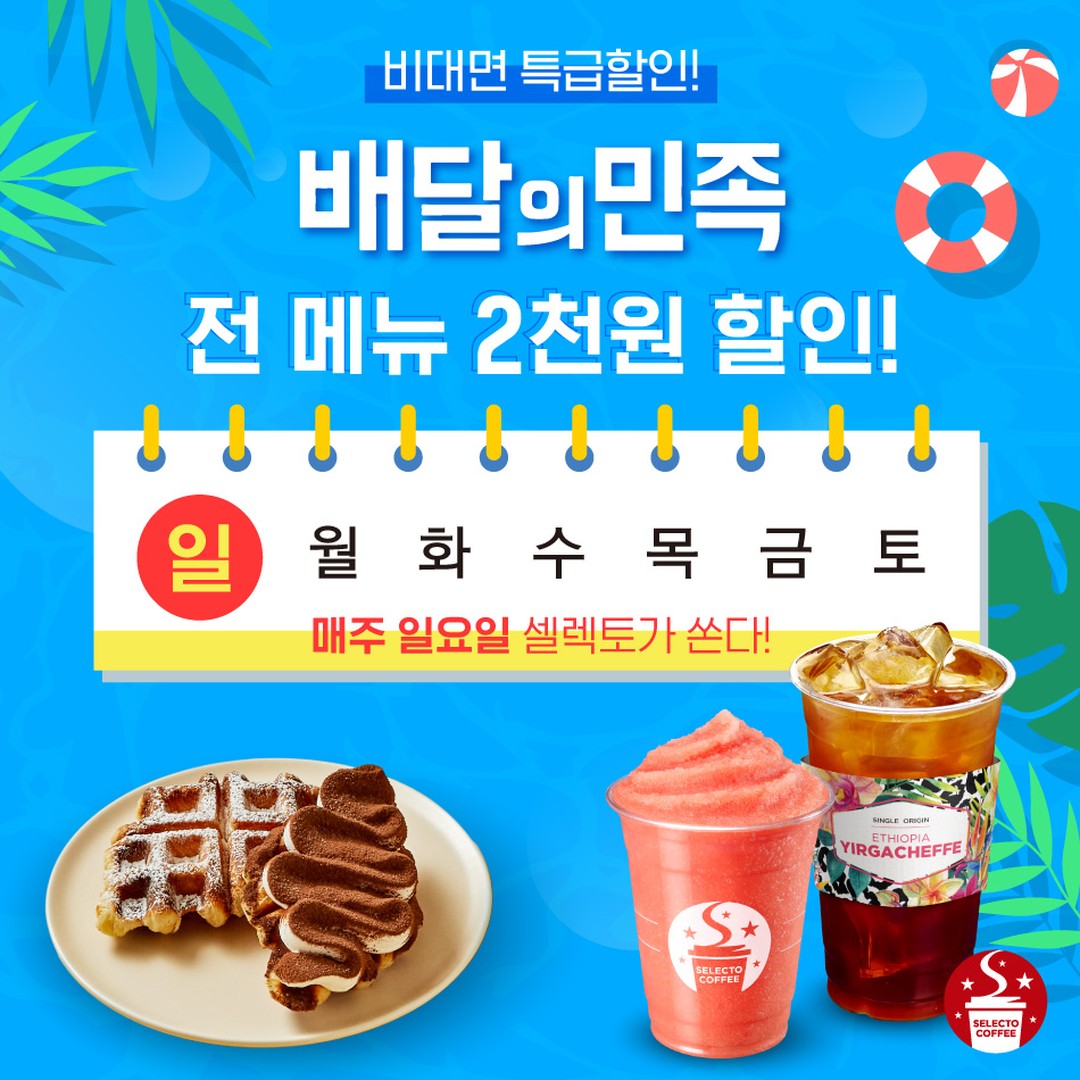 비대면 특급할인!
배달의민족
전 메뉴 2천원 할인!
일 월 화 수 목 금 토
매주 일요일 셀렉토가 쏜다!
SINGLE ORIGIN
ETHIOPIA
YIRGACHEFFE
SELECTO
COFFEE
SELECTO
COFFEE